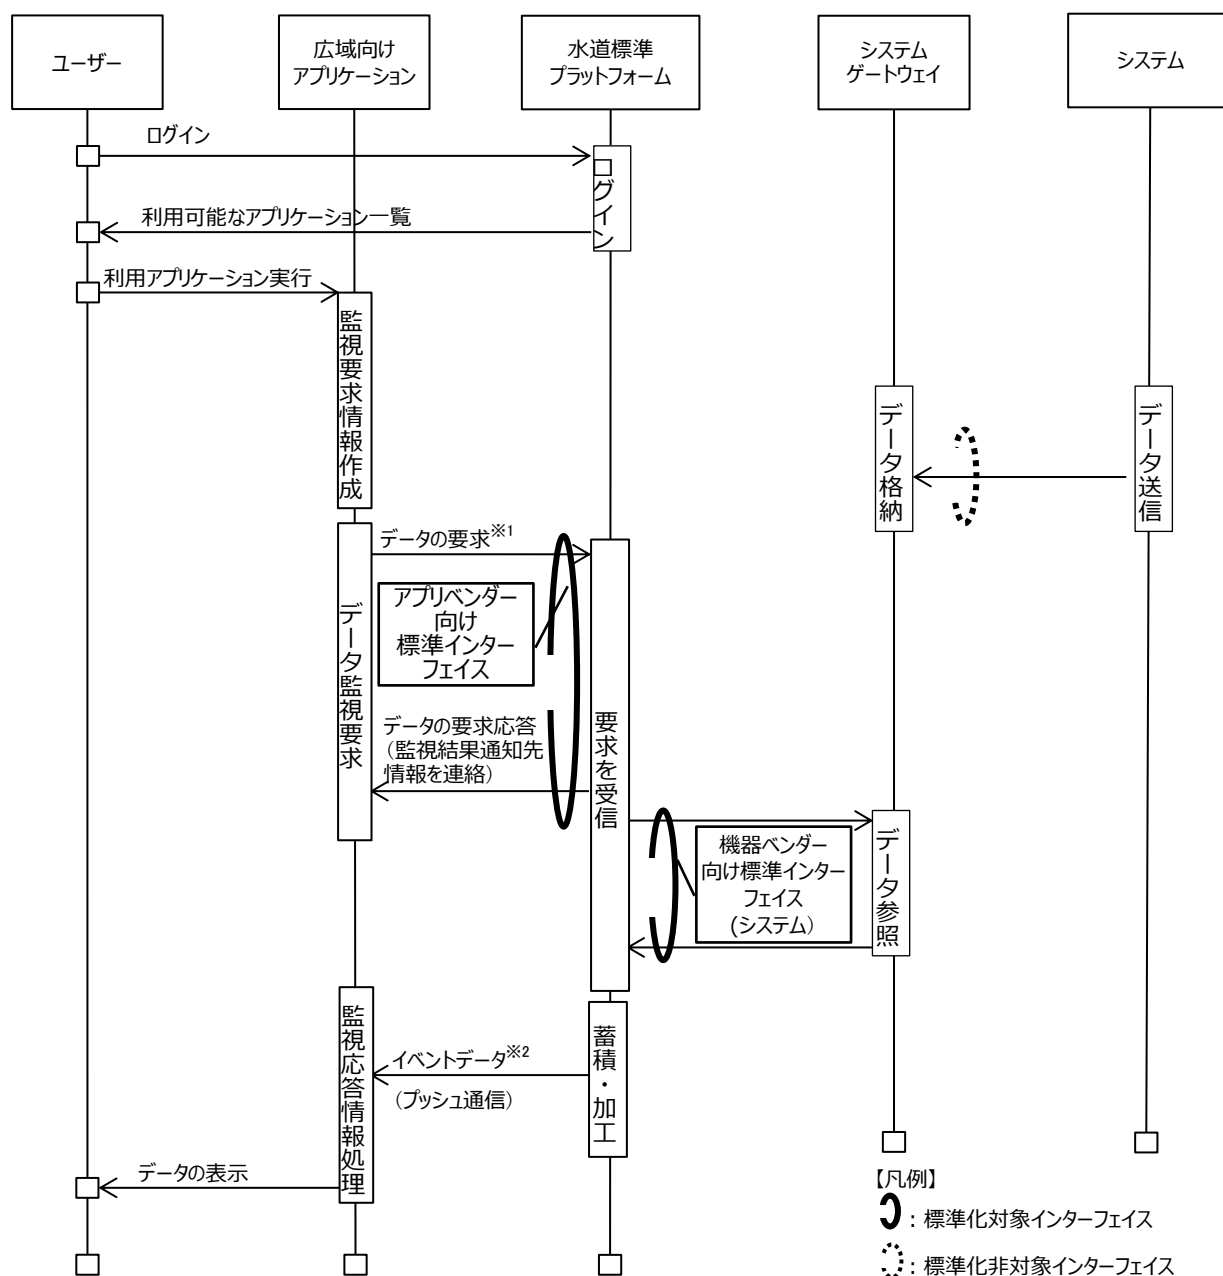 ユーザー
広域向け
アプリケーション
水道標準
プラットフォーム
システム
ゲートウェイ
システム
ログイン
ログイン
利用可能なアプリケーション一覧
利用アプリケーション実行
監視要求情報作成
データ格納
データ送信
データの要求※1
アプリベンダー
向け
標準インター
フェイス
データ監視要求
データの要求応答
（監視結果通知先
情報を連絡）
要求を受信
機器ベンダー
向け標準インター
フェイス
(システム）
データ参照
監視応答情報処理
イベントデータ※2
（プッシュ通信）
蓄積・加工
データの表示
【凡例】
：標準化対象インターフェイス
：標準化非対象インターフェイス